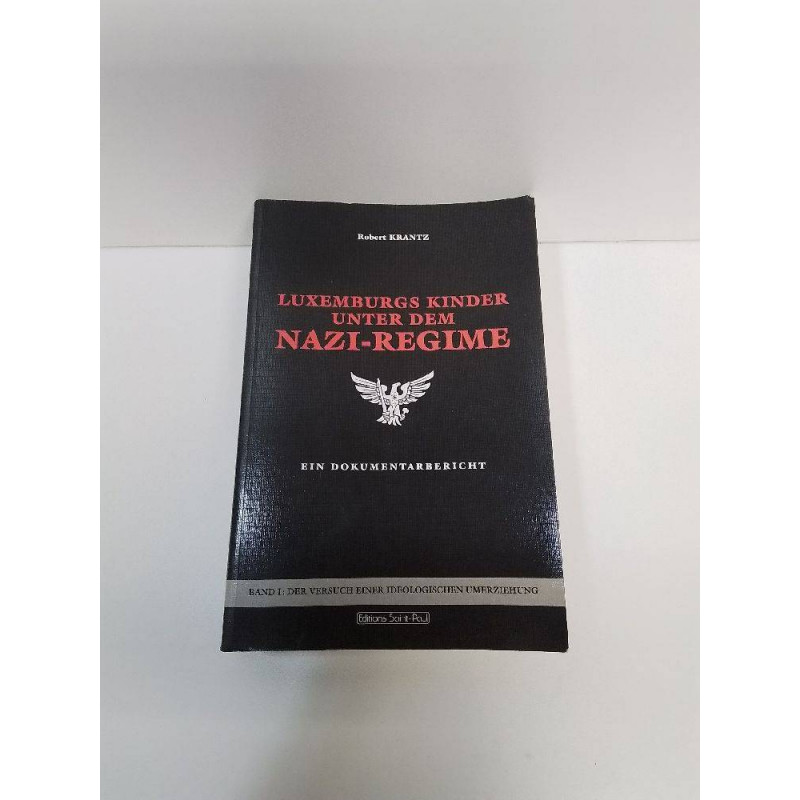 Robert KRANTZ
LUXEMBURGS KINDER
UNTER DEM
NAZI-REGIME
EIN DOKUMENTARBERICHT
BAND I: DER VERSUCH EINER IDEOLOGISCHEN UMERZIEHUNG
Editions Saint-Paul